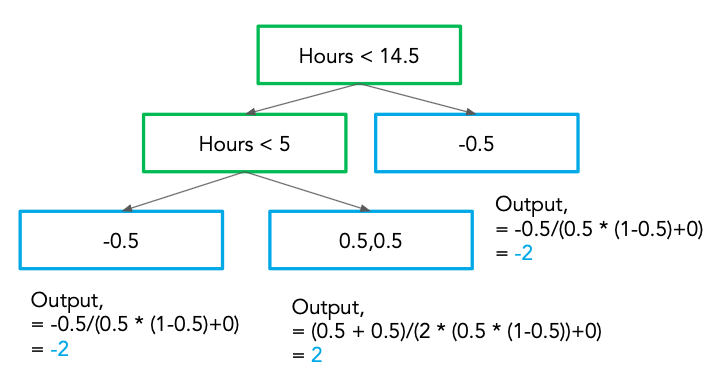 Hours < 14.5
Hours < 5
-0.5
-0.5
0.5,0.5
Output,
= -0.5/(0.5 * (1-0.5)+0)
= -2
Output,
= -0.5/(0.5 * (1-0.5)+0)
= -2
Output,
= (0.5 + 0.5)/(2 * (0.5 * (1-0.5))+0)
= 2